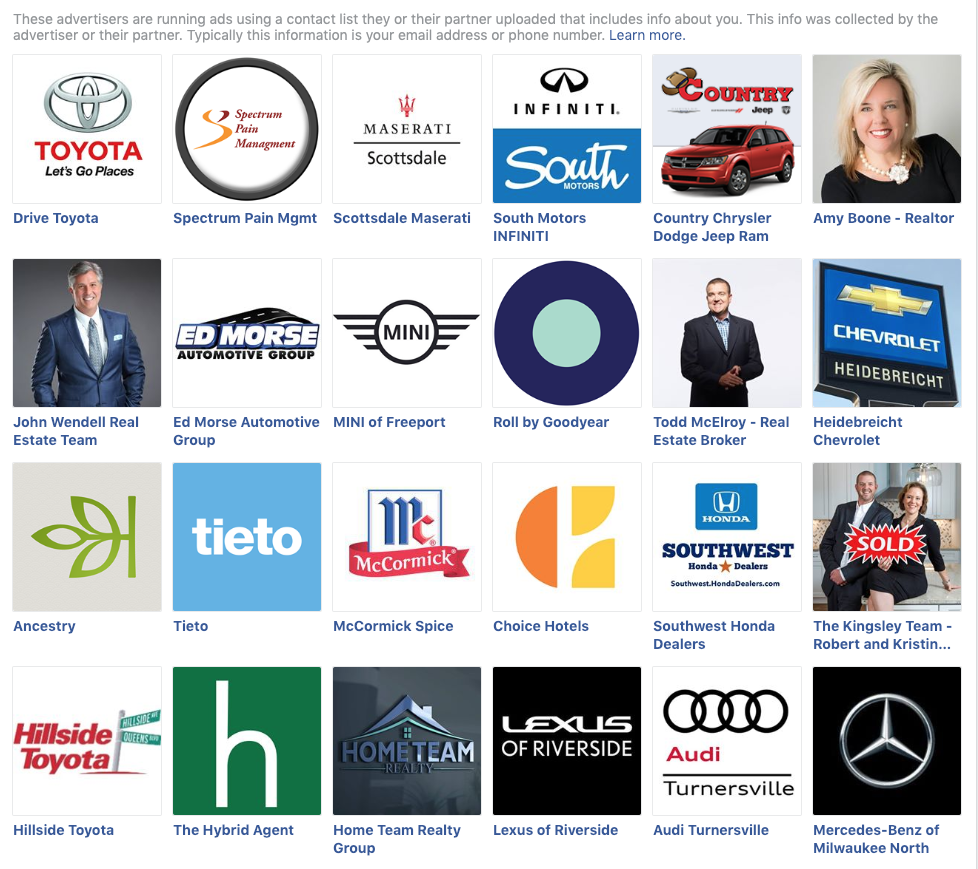 These advertisers are running ads using a contact list they or their partner uploaded that includes info about you. This info was collected by the
advertiser or their partner. Typically this information is your email address or phone number. Learn more.
TOYOTA
Let's Go Places
Spectrum
Pain
Managment
MASERATI
Scottsdale
INFINITI®
South
MOTORS
COUNTRY
Jeep
Drive Toyota
Spectrum Pain Mgmt
Scottsdale Maserati
South Motors
INFINITI
Country Chrysler
Dodge Jeep Ram
Amy Boone - Realtor
ED MORSE
AUTOMOTIVE GROUP
MINI
CHEVROLET
HEIDEBREICHT
John Wendell Real
Estate Team
Ed Morse Automotive
Group
MINI of Freeport
Roll by Goodyear
Todd McElroy - Real
Estate Broker
Heidebreicht
Chevrolet
tieto
Mc
McCormick®
HONDA
SOUTHWEST
Honda Dealers
Southwest.HondaDealers.com
SOLD
Ancestry
Tieto
McCormick Spice
Choice Hotels
Southwest Honda
Dealers
The Kingsley Team -
Robert and Kristin...
Hillside
Toyota
HILLSIDE AVE
QUEENS BLVD
h
HOME TEAM
REALTY
LEXUS
OF RIVERSIDE
Audi
Turnersville
Hillside Toyota
The Hybrid Agent
Home Team Realty
Group
Lexus of Riverside
Audi Turnersville
Mercedes-Benz of
Milwaukee North